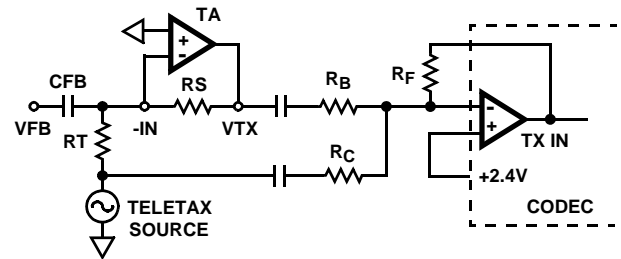 TA
+
-
CFB
RS
RB
RF
VFB
-IN
VTX
-
+
TX IN
RT
RC
+2.4V
TELETAX
SOURCE
CODEC